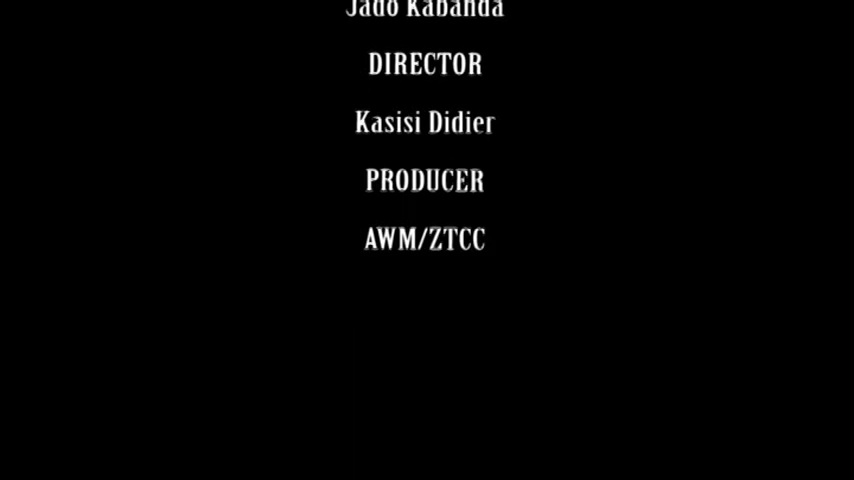 Jado Kabanda
DIRECTOR
Kasisi Didier
PRODUCER
AWM/ZTCC